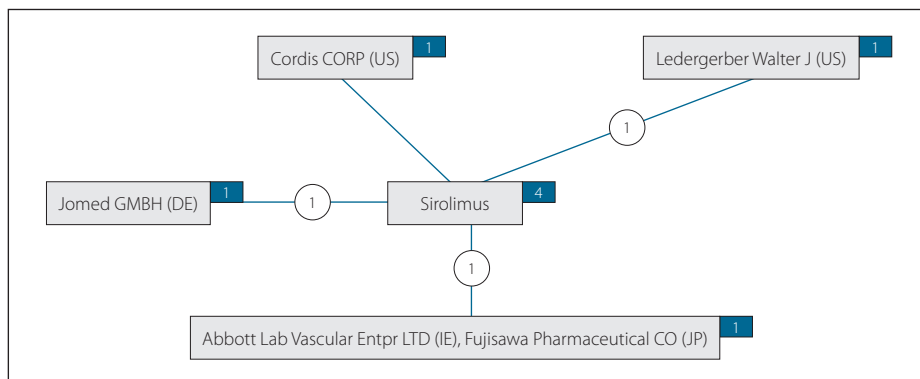 Cordis CORP (US)
1
Ledergerber Walter J (US)
1
1
Jomed GMBH (DE)
1
1
Sirolimus
4
1
Abbott Lab Vascular Entpr LTD (IE), Fujisawa Pharmaceutical CO (JP)
1